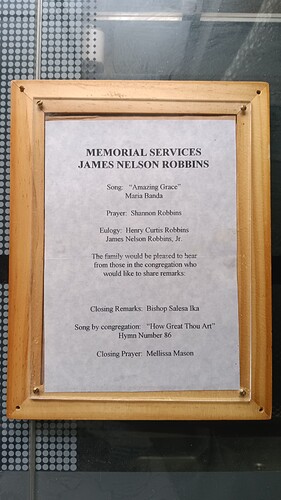 MEMORIAL SERVICES
JAMES NELSON ROBBINS
Song: "Amazing Grace"
Maria Banda
Prayer: Shannon Robbins
Eulogy: Henry Curtis Robbins
James Nelson Robbins, Jr.
The family would be pleased to hear
from those in the congregation who
would like to share remarks.
Closing Remarks: Bishop Salesa Ika
Song by congregation: "How Great Thou Art"
Hymn Number 86
Closing Prayer: Mellissa Mason